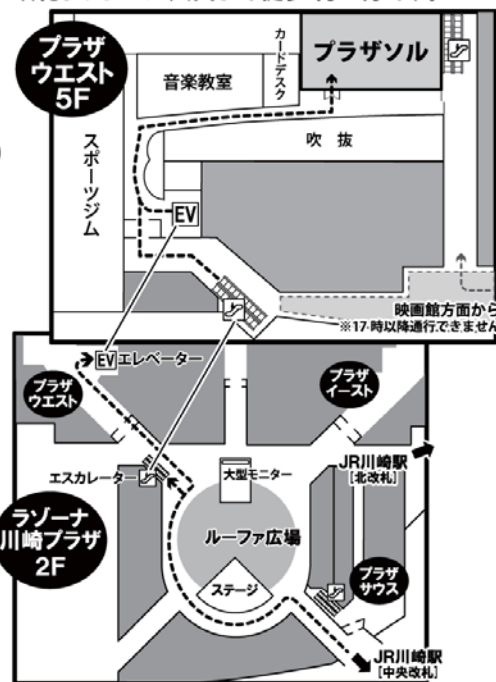 プラザ
ウエスト
5F
カードデスク
プラザソル
音楽教室
吹 抜
スポーツジム
EV
映画館方面から
※17時以降通行できません
EV エレベーター
プラザ
ウエスト
プラザ
イースト
JR川崎駅
[北改札]
エスカレーター
大型モニター
ラゾーナ
川崎プラザ
2F
ルーファ広場
ステージ
プラザ
サウス
JR川崎駅
[中央改札]